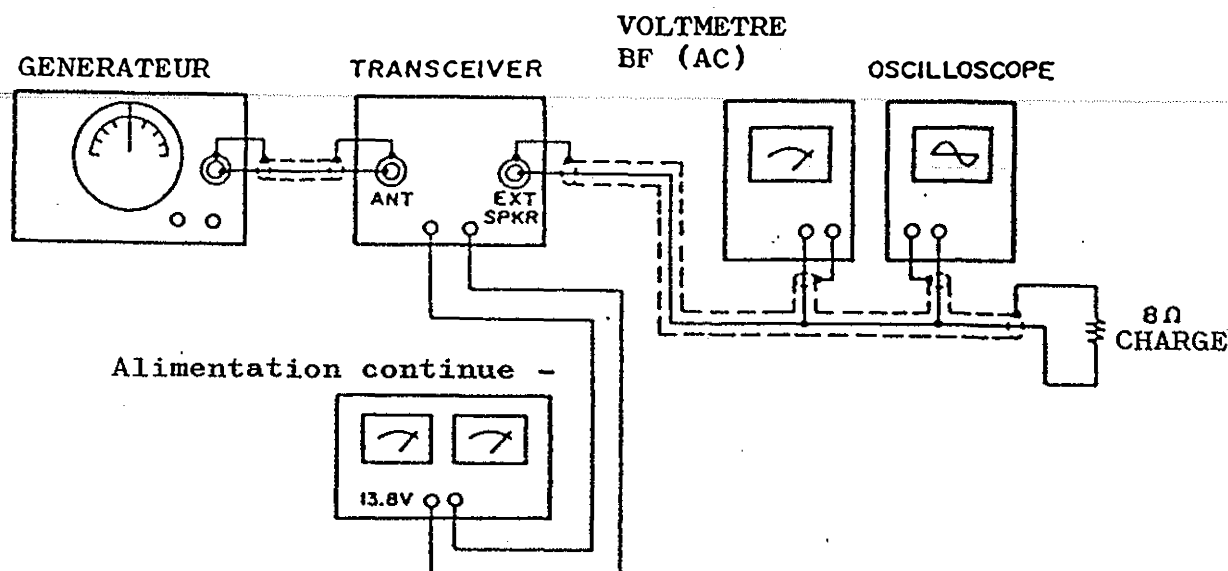 VOLTMETRE
BF (AC)
GENERATEUR
TRANSCEIVER
OSCILLOSCOPE
ANT
EXT
SPKR
8Ω
CHARGE
Alimentation continue -
13.8V